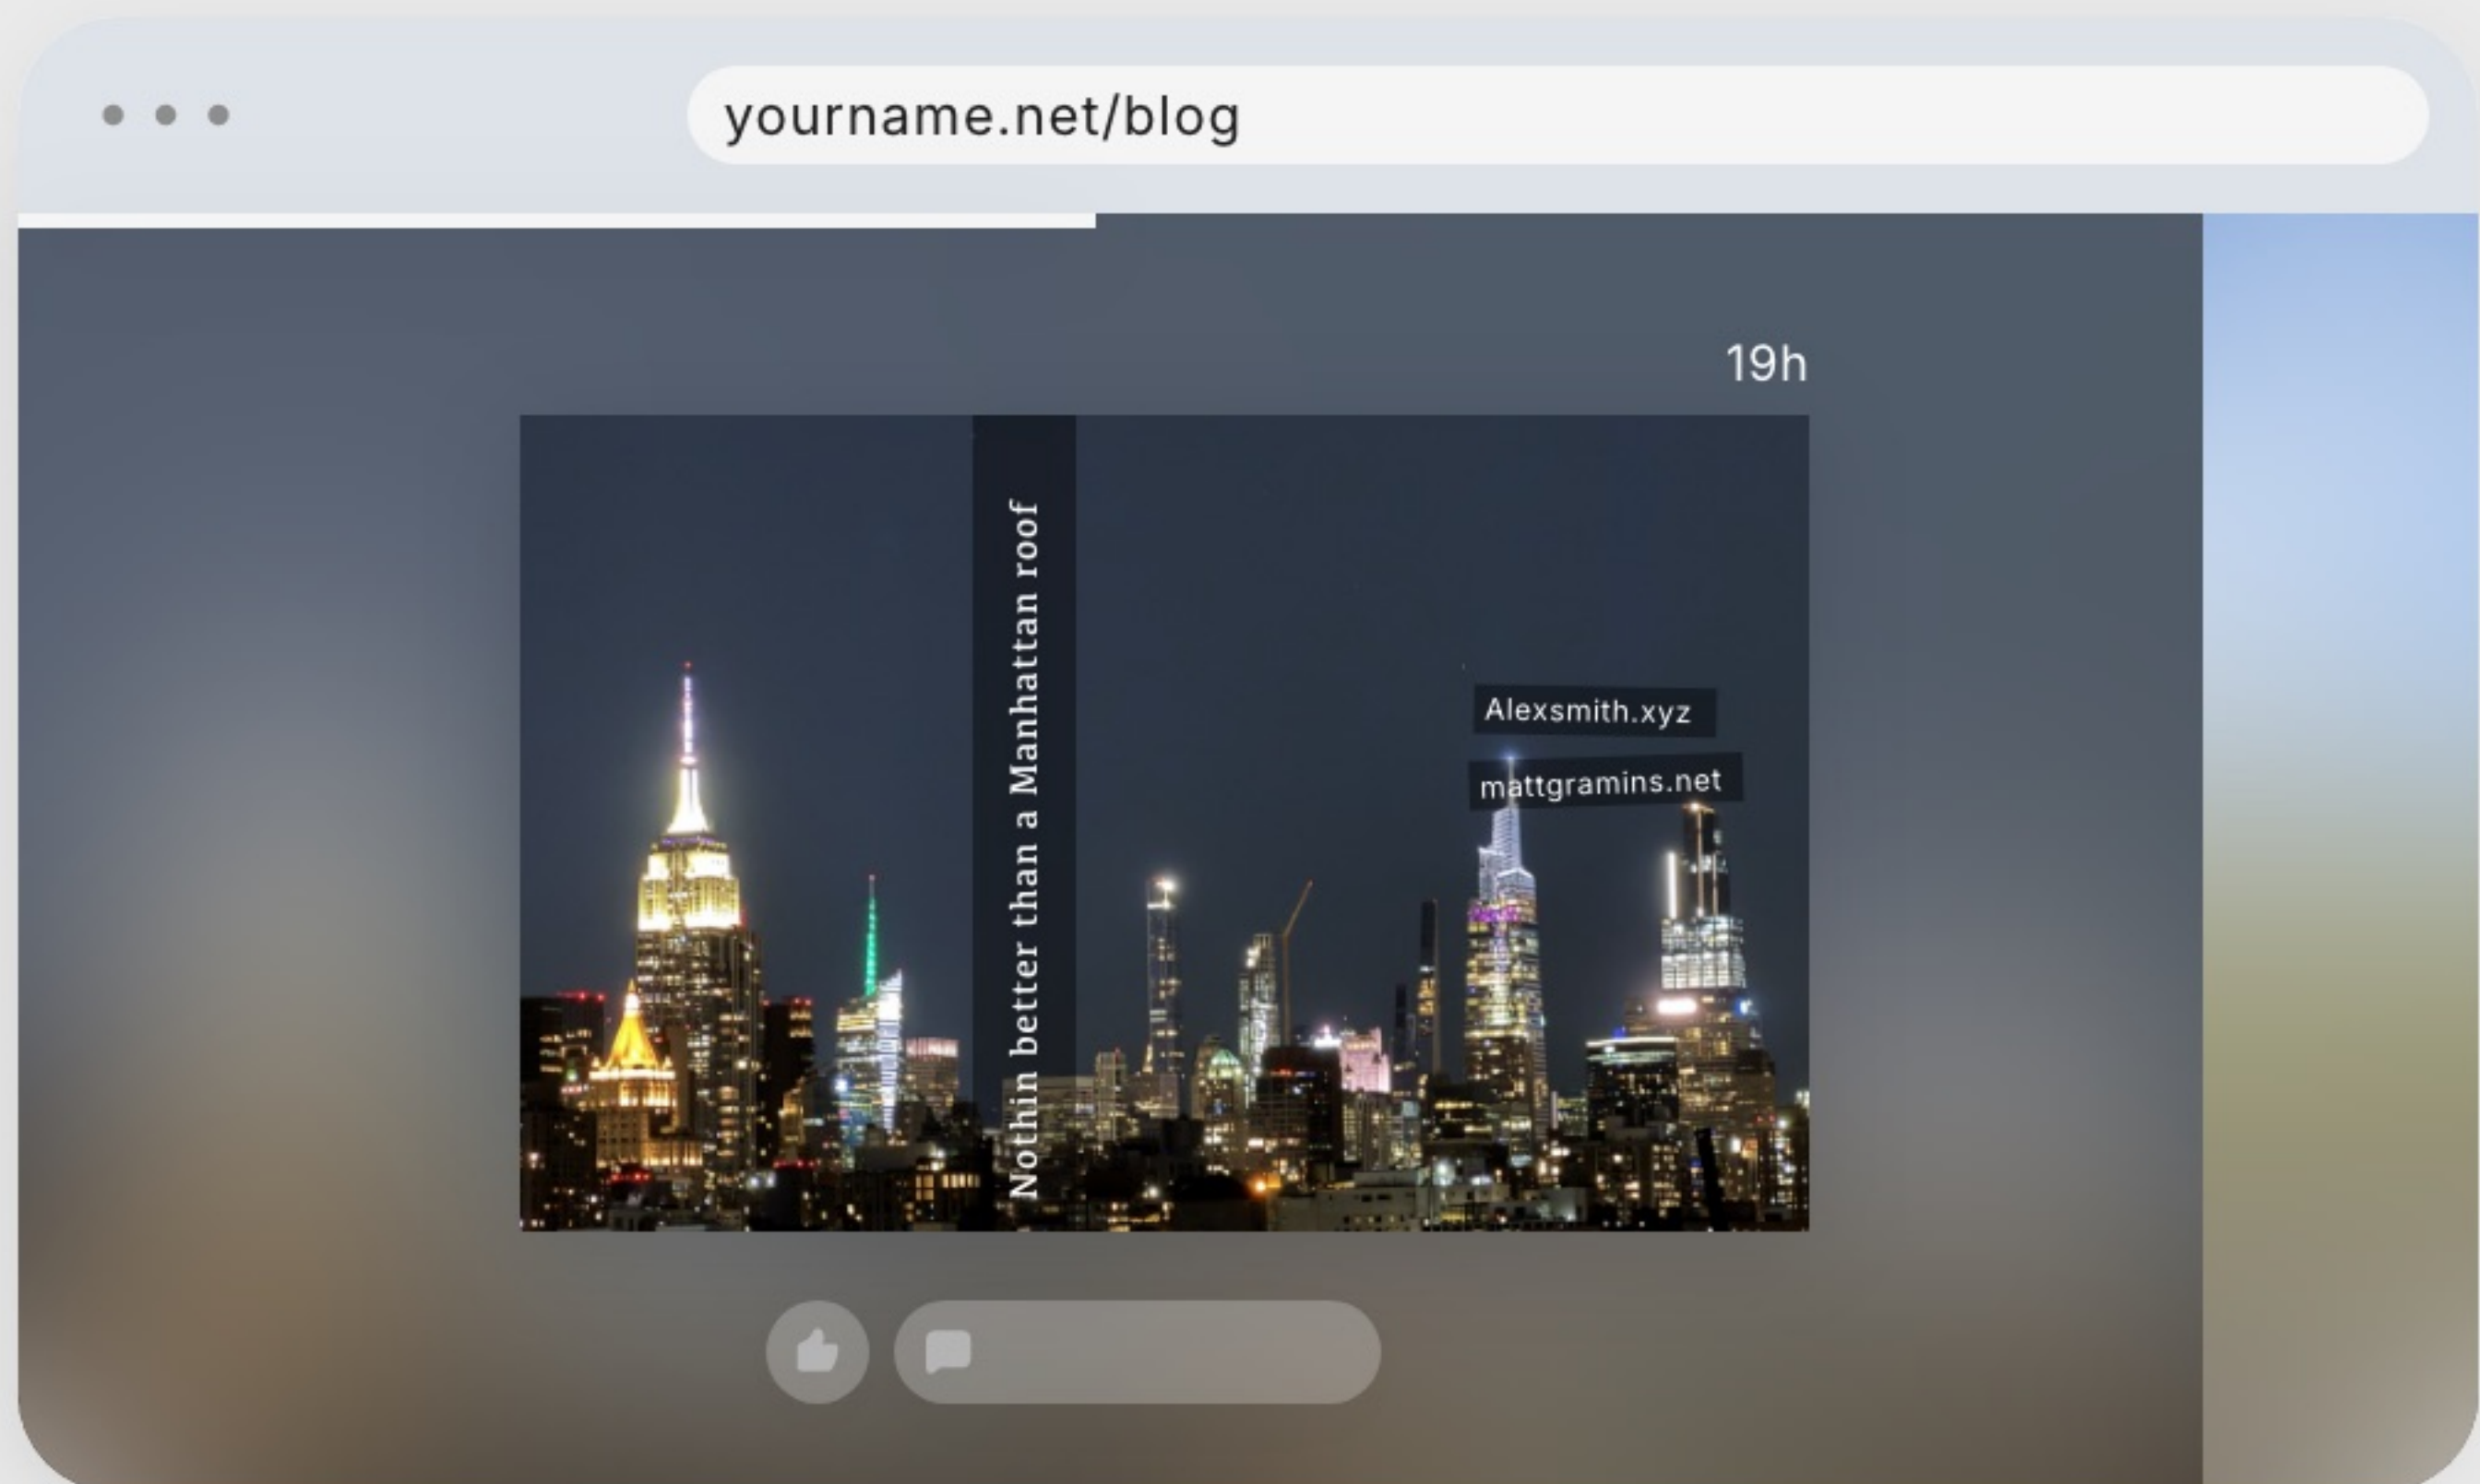 yourname.net/blog
19h
Nothin better than a Manhattan roof
Alexsmith.xyz
mattgramins.net